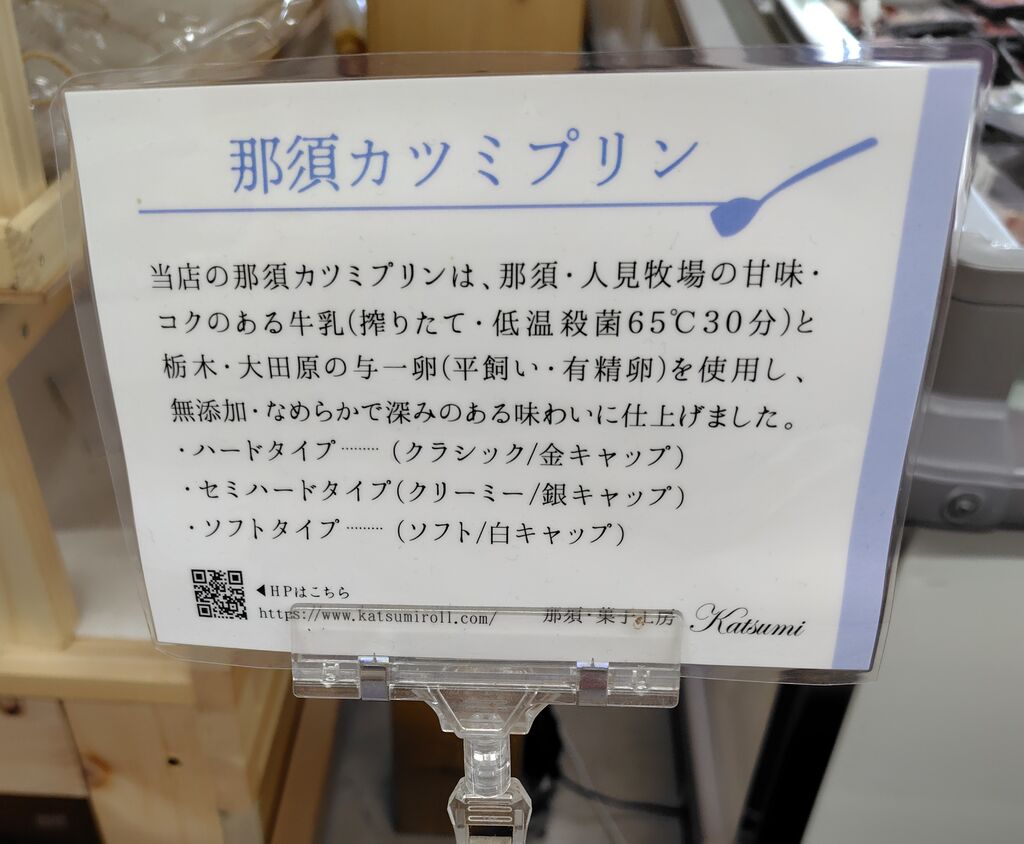 那須カツミプリン
当店の那須カツミプリンは、那須・人見牧場の甘味・
コクのある牛乳(搾りたて・低温殺菌65℃30分)と
栃木・大田原の与一卵(平飼い・有精卵)を使用し、
無添加・なめらかで深みのある味わいに仕上げました。
・ハードタイプ………(クラシック/金キャップ)
・セミハードタイプ(クリーミー/銀キャップ)
・ソフトタイプ………(ソフト/白キャップ)
◀HPはこちら
https://www.katsumiroll.com/ 那須・菓子工房 Katsumi